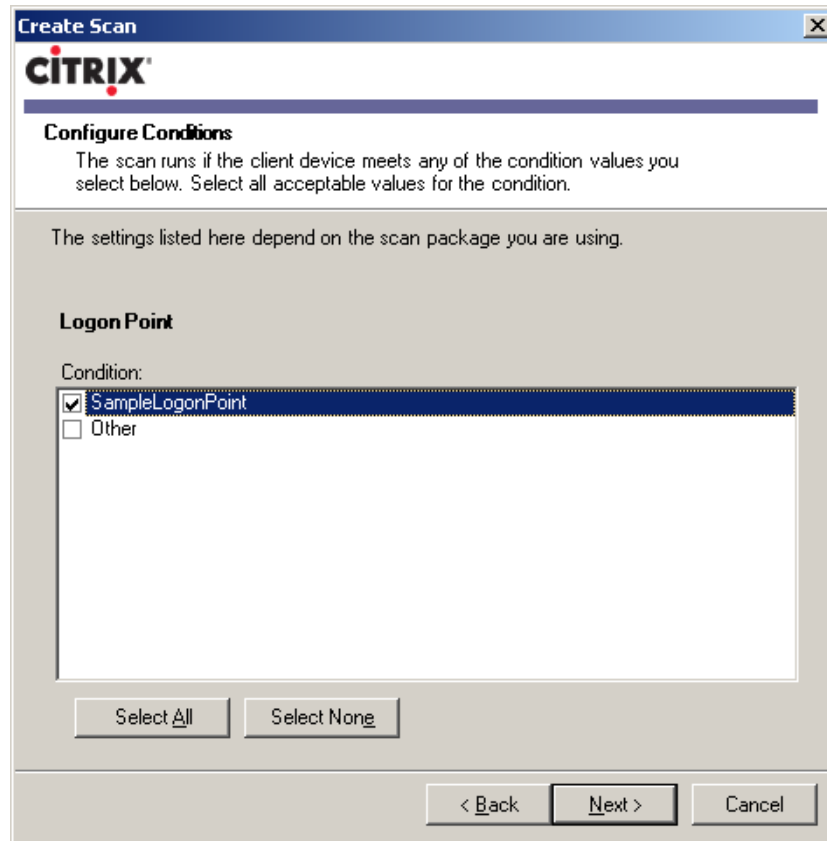 Create Scan
CİTRIX
Configure Conditions
The scan runs if the client device meets any of the condition values you
select below. Select all acceptable values for the condition.
The settings listed here depend on the scan package you are using.
Logon Point
Condition:
SampleLogonPoint
Other
Select All
Select None
< Back
Next >
Cancel